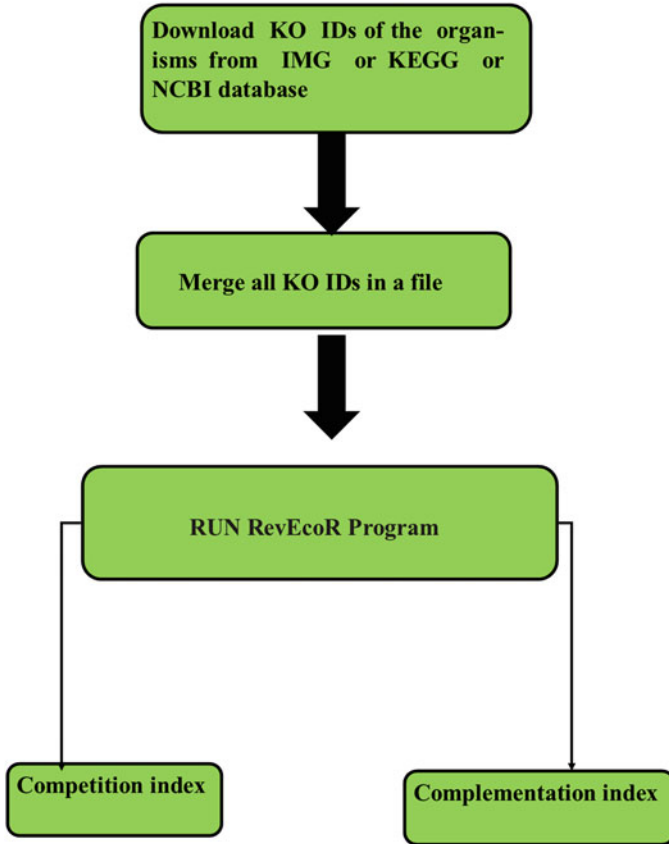 Download KO IDs of the organ-
isms from IMG or KEGG or
NCBI database
Merge all KO IDs in a file
RUN RevEcoR Program
Competition index
Complementation index